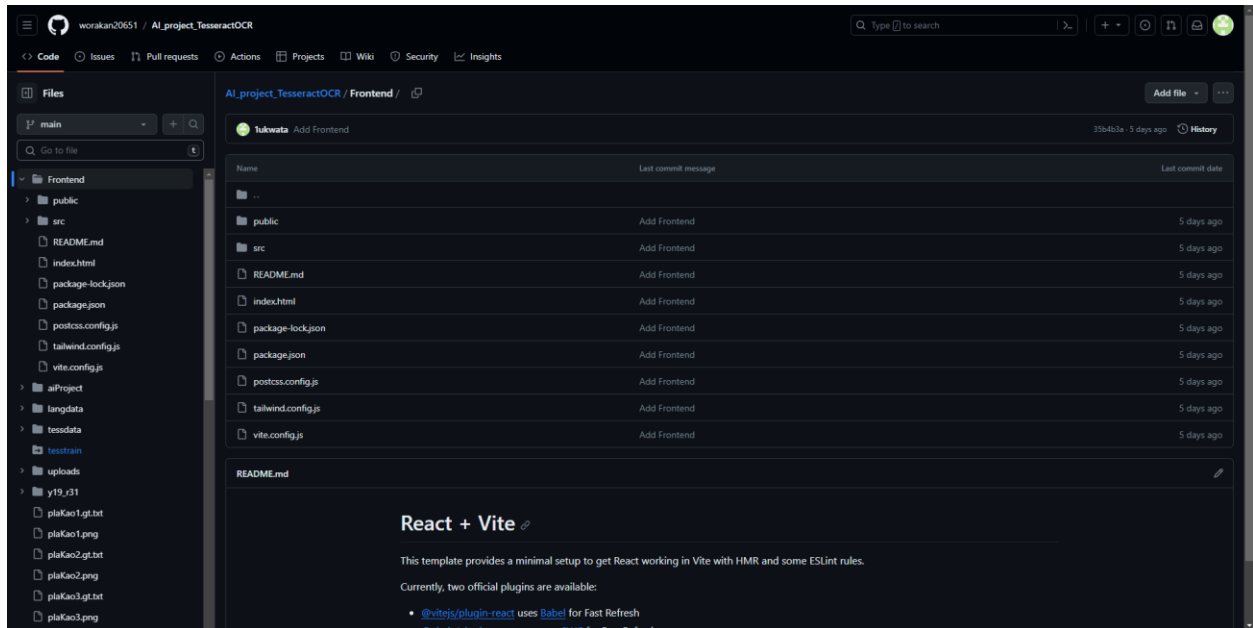 worakan20651 / AI_project_TesseractOCR
Type / to search
Code Issues Pull requests Actions Projects Wiki Security Insights
Files
main
Go to file t
Frontend
public
src
README.md
index.html
package-lock.json
package.json
postcss.config.js
tailwind.config.js
vite.config.js
aiProject
langdata
tessdata
tesstrain
uploads
y19_r31
plaKao1.gt.txt
plaKao1.png
plaKao2.gt.txt
plaKao2.png
plaKao3.gt.txt
plaKao3.png
AI_project_TesseractOCR / Frontend /
Add file
1ukwata Add Frontend 35b4b3a · 5 days ago History
Name Last commit message Last commit date
..
public Add Frontend 5 days ago
src Add Frontend 5 days ago
README.md Add Frontend 5 days ago
index.html Add Frontend 5 days ago
package-lock.json Add Frontend 5 days ago
package.json Add Frontend 5 days ago
postcss.config.js Add Frontend 5 days ago
tailwind.config.js Add Frontend 5 days ago
vite.config.js Add Frontend 5 days ago
README.md
React + Vite
This template provides a minimal setup to get React working in Vite with HMR and some ESLint rules.
Currently, two official plugins are available:
@vitejs/plugin-react uses Babel for Fast Refresh